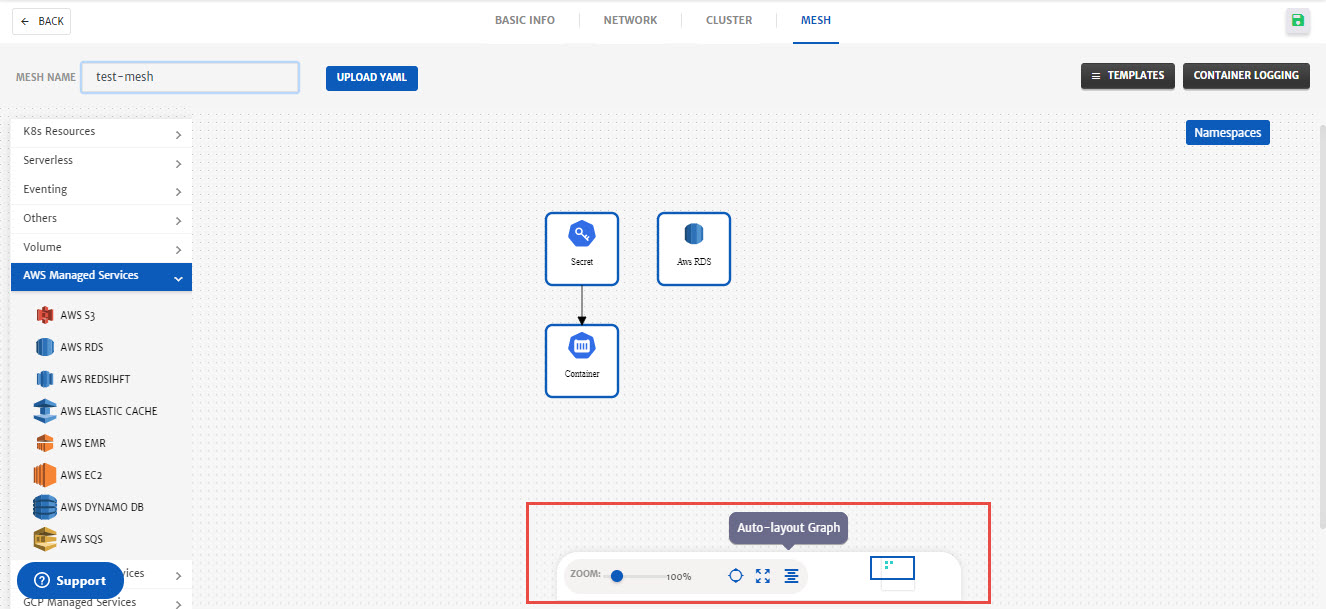 BACK
BASIC INFO
NETWORK
CLUSTER
MESH
MESH NAME
test-mesh
UPLOAD YAML
TEMPLATES
CONTAINER LOGGING
K8s Resources
Serverless
Eventing
Others
Volume
AWS Managed Services
AWS S3
AWS RDS
AWS REDSIHFT
AWS ELASTIC CACHE
AWS EMR
AWS EC2
AWS DYNAMO DB
AWS SQS
Support
GCP Managed Services
Namespaces
Secret
Aws RDS
Container
Auto-layout Graph
ZOOM:
100%